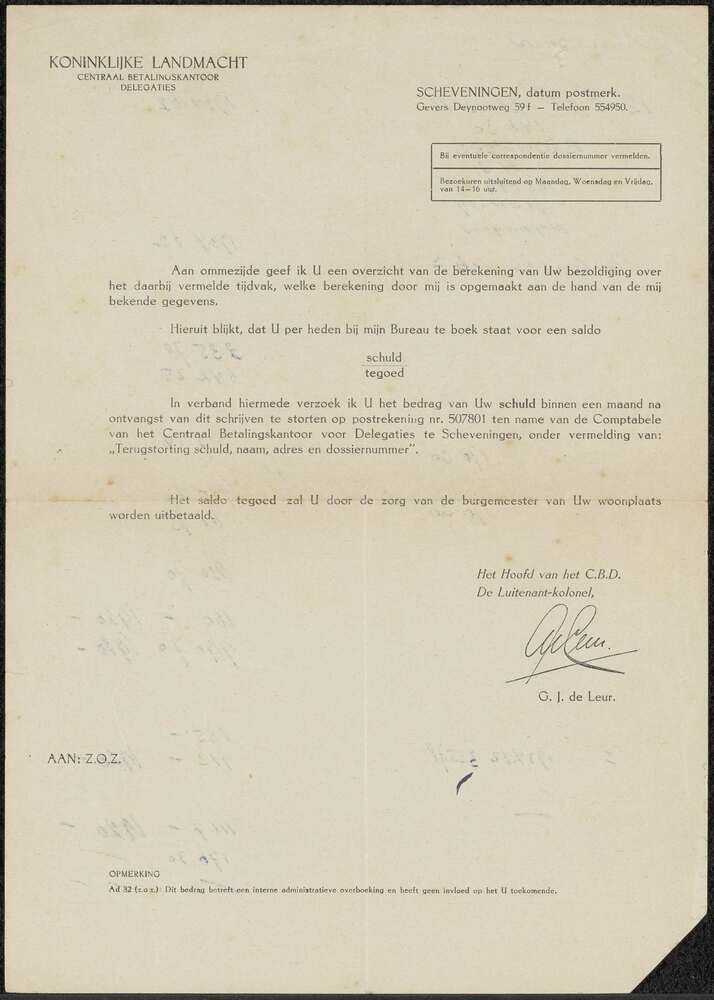 KONINKLIJKE LANDMACHT
CENTRAAL BETALINGSKANTOOR
DELEGATIES
SCHEVENINGEN, datum postmerk.
Gevers Deynootweg 59 f — Telefoon 554950.
Bij eventuele correspondentie dossiernummer vermelden.
Bezoekuren uitsluitend op Maandag, Woensdag en Vrijdag,
van 14—16 uur.
Aan ommezijde geef ik U een overzicht van de berekening van Uw bezoldiging over
het daarbij vermelde tijdvak, welke berekening door mij is opgemaakt aan de hand van de mij
bekende gegevens.
Hieruit blijkt, dat U per heden bij mijn Bureau te boek staat voor een saldo
schuld
tegoed
In verband hiermede verzoek ik U het bedrag van Uw schuld binnen een maand na
ontvangst van dit schrijven te storten op postrekening nr. 507801 ten name van de Comptabele
van het Centraal Betalingskantoor voor Delegaties te Scheveningen, onder vermelding van:
„Terugstorting schuld, naam, adres en dossiernummer”.
Het saldo tegoed zal U door de zorg van de burgemeester van Uw woonplaats
worden uitbetaald.
Het Hoofd van het C.B.D.
De Luitenant-kolonel,
G. J. de Leur.
AAN: Z.O.Z.
OPMERKING
Ad 32 (z.o.z.) Dit bedrag betreft een interne administratieve overboeking en heeft geen invloed op het U toekomende.